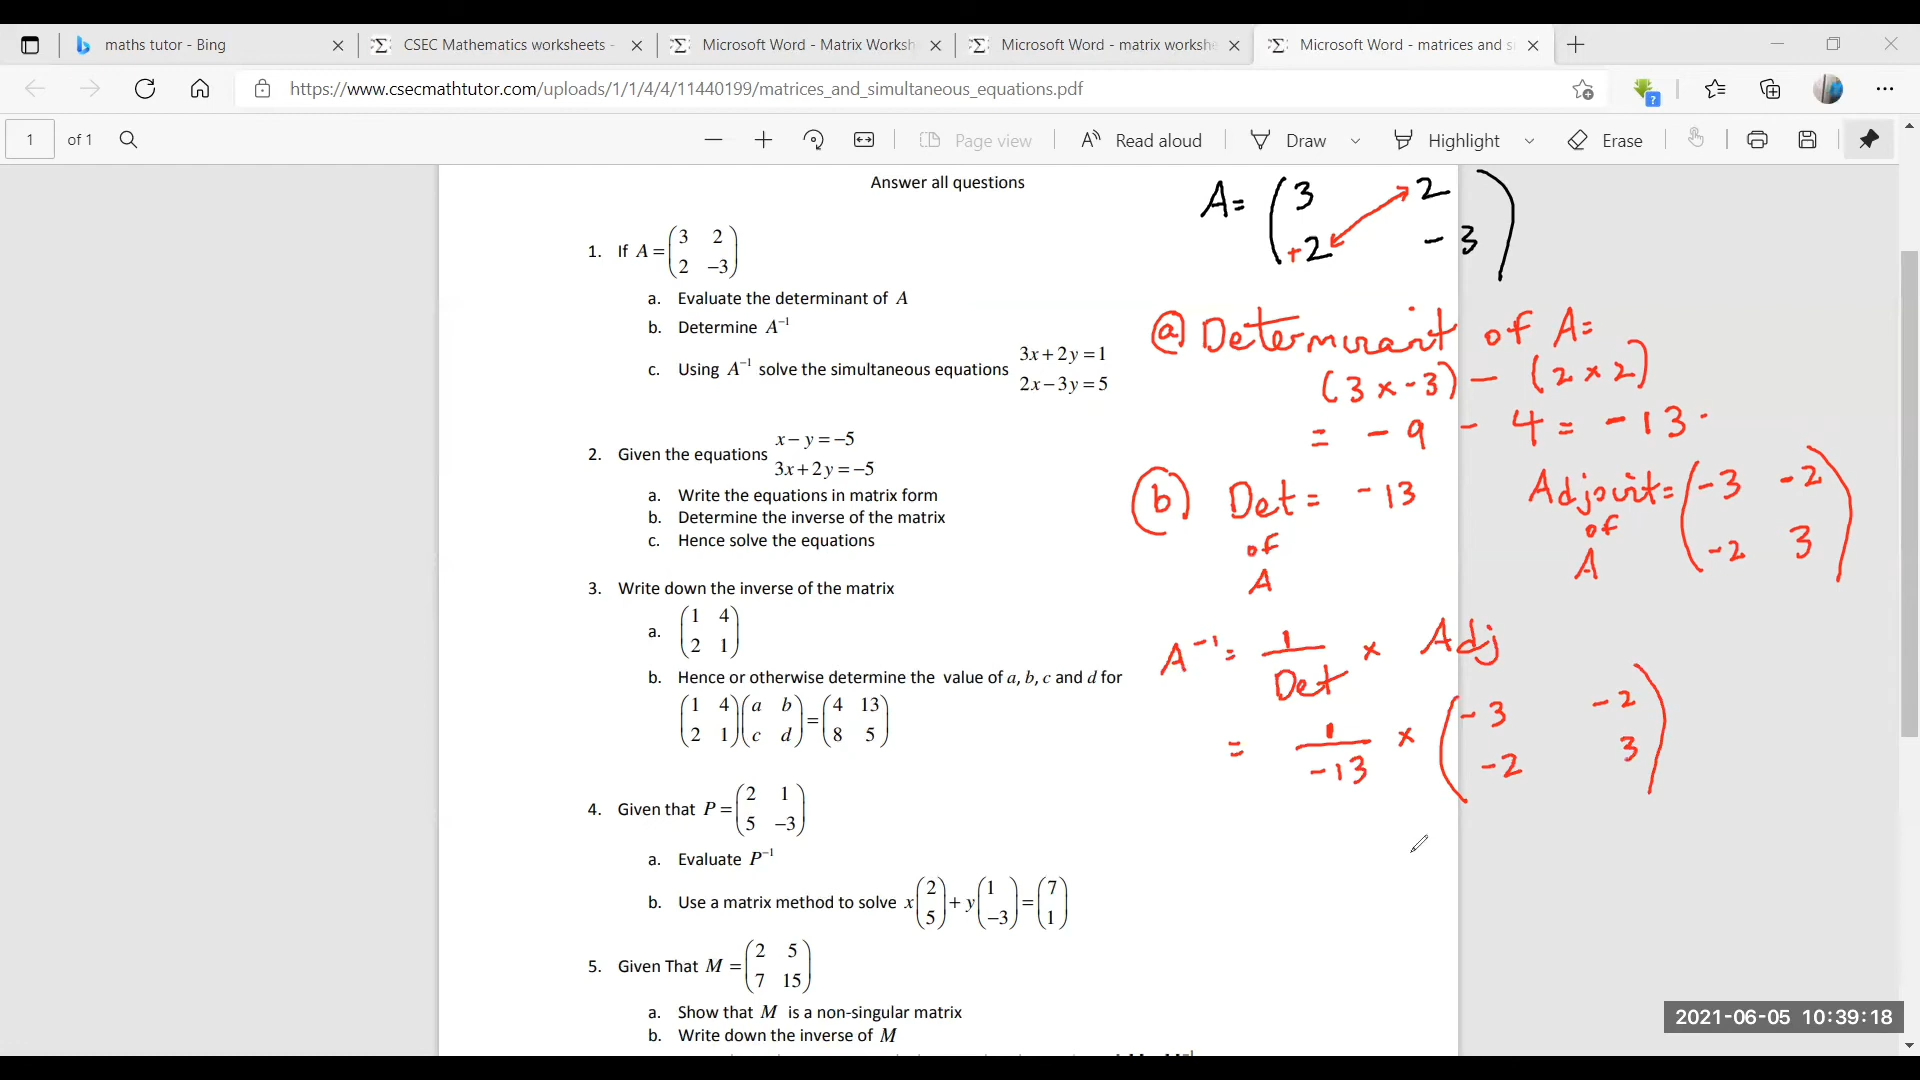 maths tutor - Bing
CSEC Mathematics worksheets -
Microsoft Word - Matrix Worksh
Microsoft Word - matrix workshe
Microsoft Word - matrices and si
https://www.csecmathtutor.com/uploads/1/1/4/4/11440199/matrices_and_simultaneous_equations.pdf
1 of 1
Page view
Read aloud
Draw
Highlight
Erase
Answer all questions
1. If A = (3 2
2 −3)
a. Evaluate the determinant of A
b. Determine A⁻¹
c. Using A⁻¹ solve the simultaneous equations
3x + 2y = 1
2x − 3y = 5
2. Given the equations
x − y = −5
3x + 2y = −5
a. Write the equations in matrix form
b. Determine the inverse of the matrix
c. Hence solve the equations
3. Write down the inverse of the matrix
a. (1 4
2 1)
b. Hence or otherwise determine the value of a, b, c and d for
(1 4) (a b) = (4 13)
(2 1) (c d) (8 5)
4. Given that P = (2 1
5 −3)
a. Evaluate P⁻¹
b. Use a matrix method to solve x(2 5) + y(1 −3) = (7 1)
5. Given That M = (2 5
7 15)
a. Show that M is a non-singular matrix
b. Write down the inverse of M
A = (3 2
+2 - 3)
(a) Determinant of A =
(3 x -3) - (2 x 2)
= - 9 - 4 = - 13.
(b) Det = - 13
of
A
Adjoint = (-3 -2
of
A
-2 3)
A⁻¹ = 1/Det x Adj
= 1/-13 x (-3 -2
-2 3)
2021-06-05 10:39:18